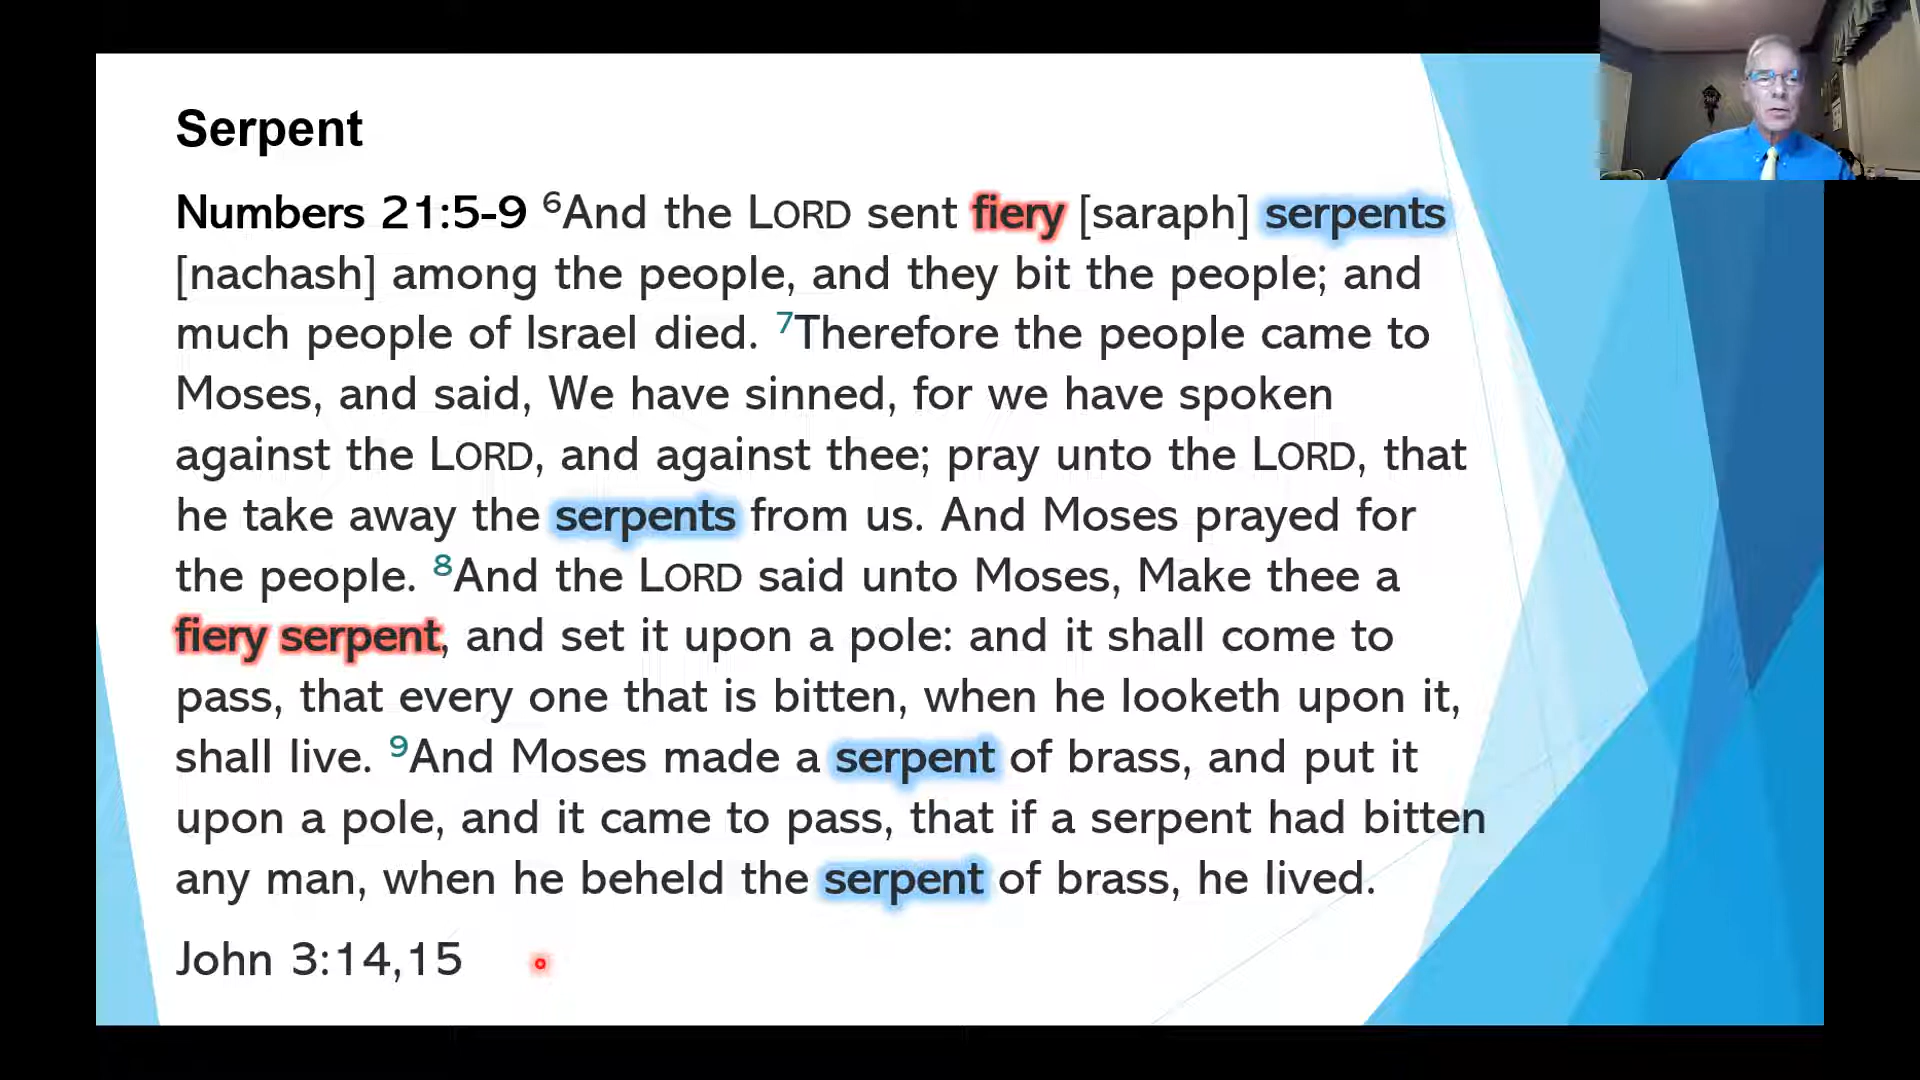 Serpent
Numbers 21:5-9 ⁶And the LORD sent fiery [saraph] serpents
[nachash] among the people, and they bit the people; and
much people of Israel died. ⁷Therefore the people came to
Moses, and said, We have sinned, for we have spoken
against the LORD, and against thee; pray unto the LORD, that
he take away the serpents from us. And Moses prayed for
the people. ⁸And the LORD said unto Moses, Make thee a
fiery serpent, and set it upon a pole: and it shall come to
pass, that every one that is bitten, when he looketh upon it,
shall live. ⁹And Moses made a serpent of brass, and put it
upon a pole, and it came to pass, that if a serpent had bitten
any man, when he beheld the serpent of brass, he lived.
John 3:14,15